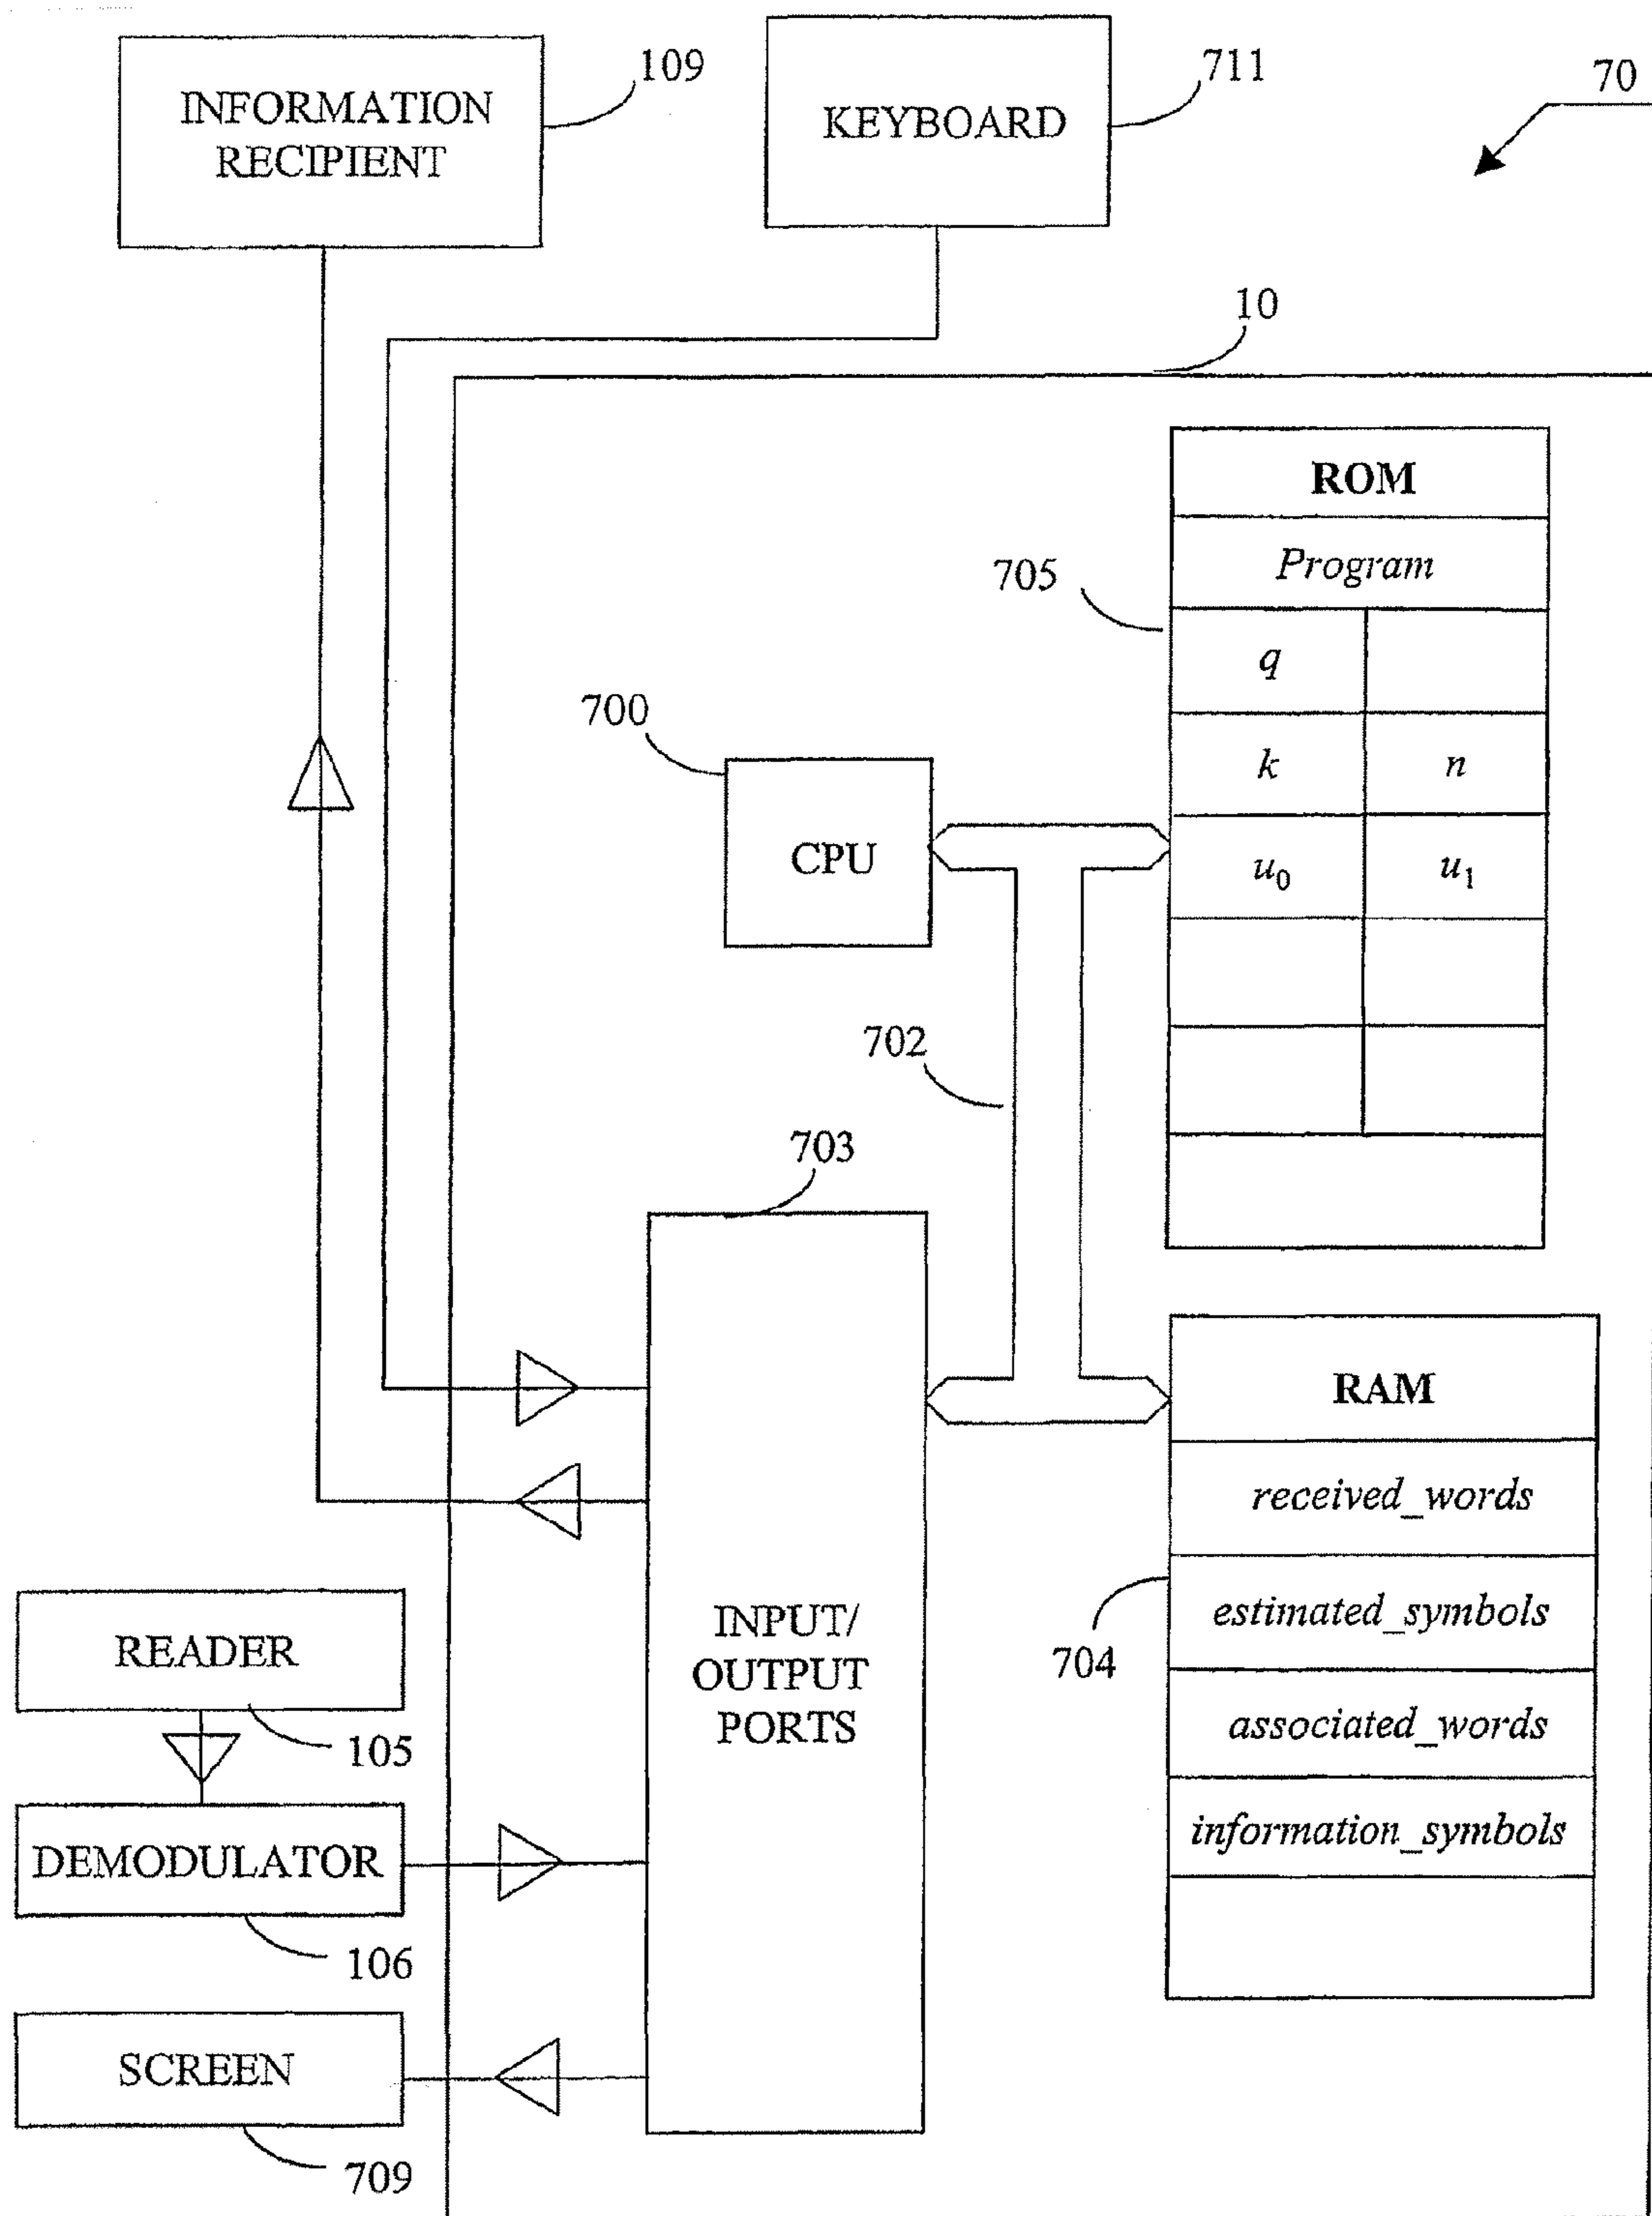 INFORMATION
RECIPIENT
109
KEYBOARD
711
70
10
ROM
Program
705
q
k n
u₀ u₁
700
CPU
702
703
INPUT/
OUTPUT
PORTS
RAM
received_words
estimated_symbols
704
associated_words
information_symbols
READER
105
DEMODULATOR
106
SCREEN
709